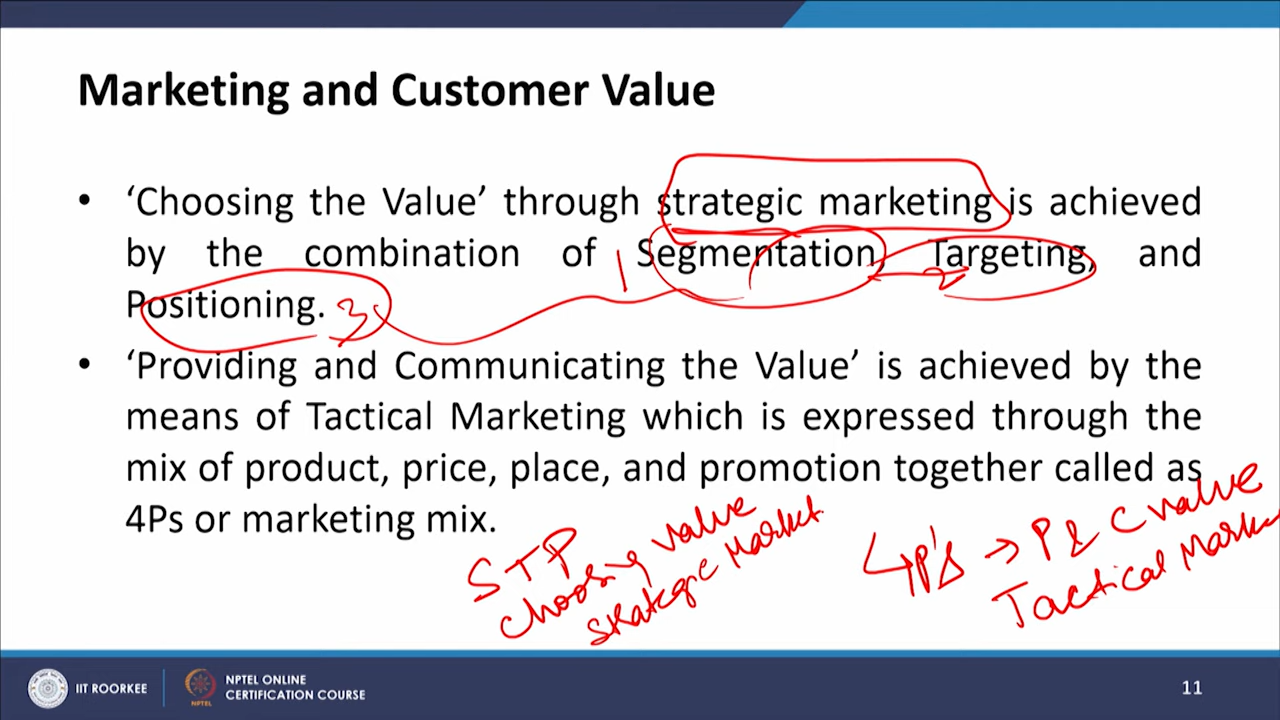 Marketing and Customer Value
• ‘Choosing the Value’ through strategic marketing is achieved
by the combination of Segmentation, Targeting, and
Positioning.
1
2
3
• ‘Providing and Communicating the Value’ is achieved by the
means of Tactical Marketing which is expressed through the
mix of product, price, place, and promotion together called as
4Ps or marketing mix.
STP
choosing value
strategic Market.
4P's → P & C value
Tactical Marke
IIT ROORKEE
NPTEL
NPTEL ONLINE
CERTIFICATION COURSE
11